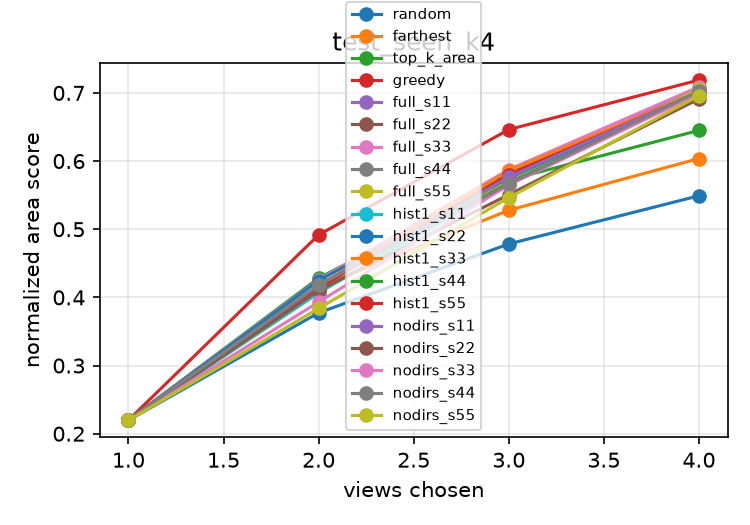 test_seen_k4
random
farthest
top_k_area
greedy
full_s11
full_s22
full_s33
full_s44
full_s55
hist1_s11
hist1_s22
hist1_s33
hist1_s44
hist1_s55
nodirs_s11
nodirs_s22
nodirs_s33
nodirs_s44
nodirs_s55
normalized area score
0.7
0.6
0.5
0.4
0.3
0.2
1.0 1.5 2.0 2.5 3.0 3.5 4.0
views chosen